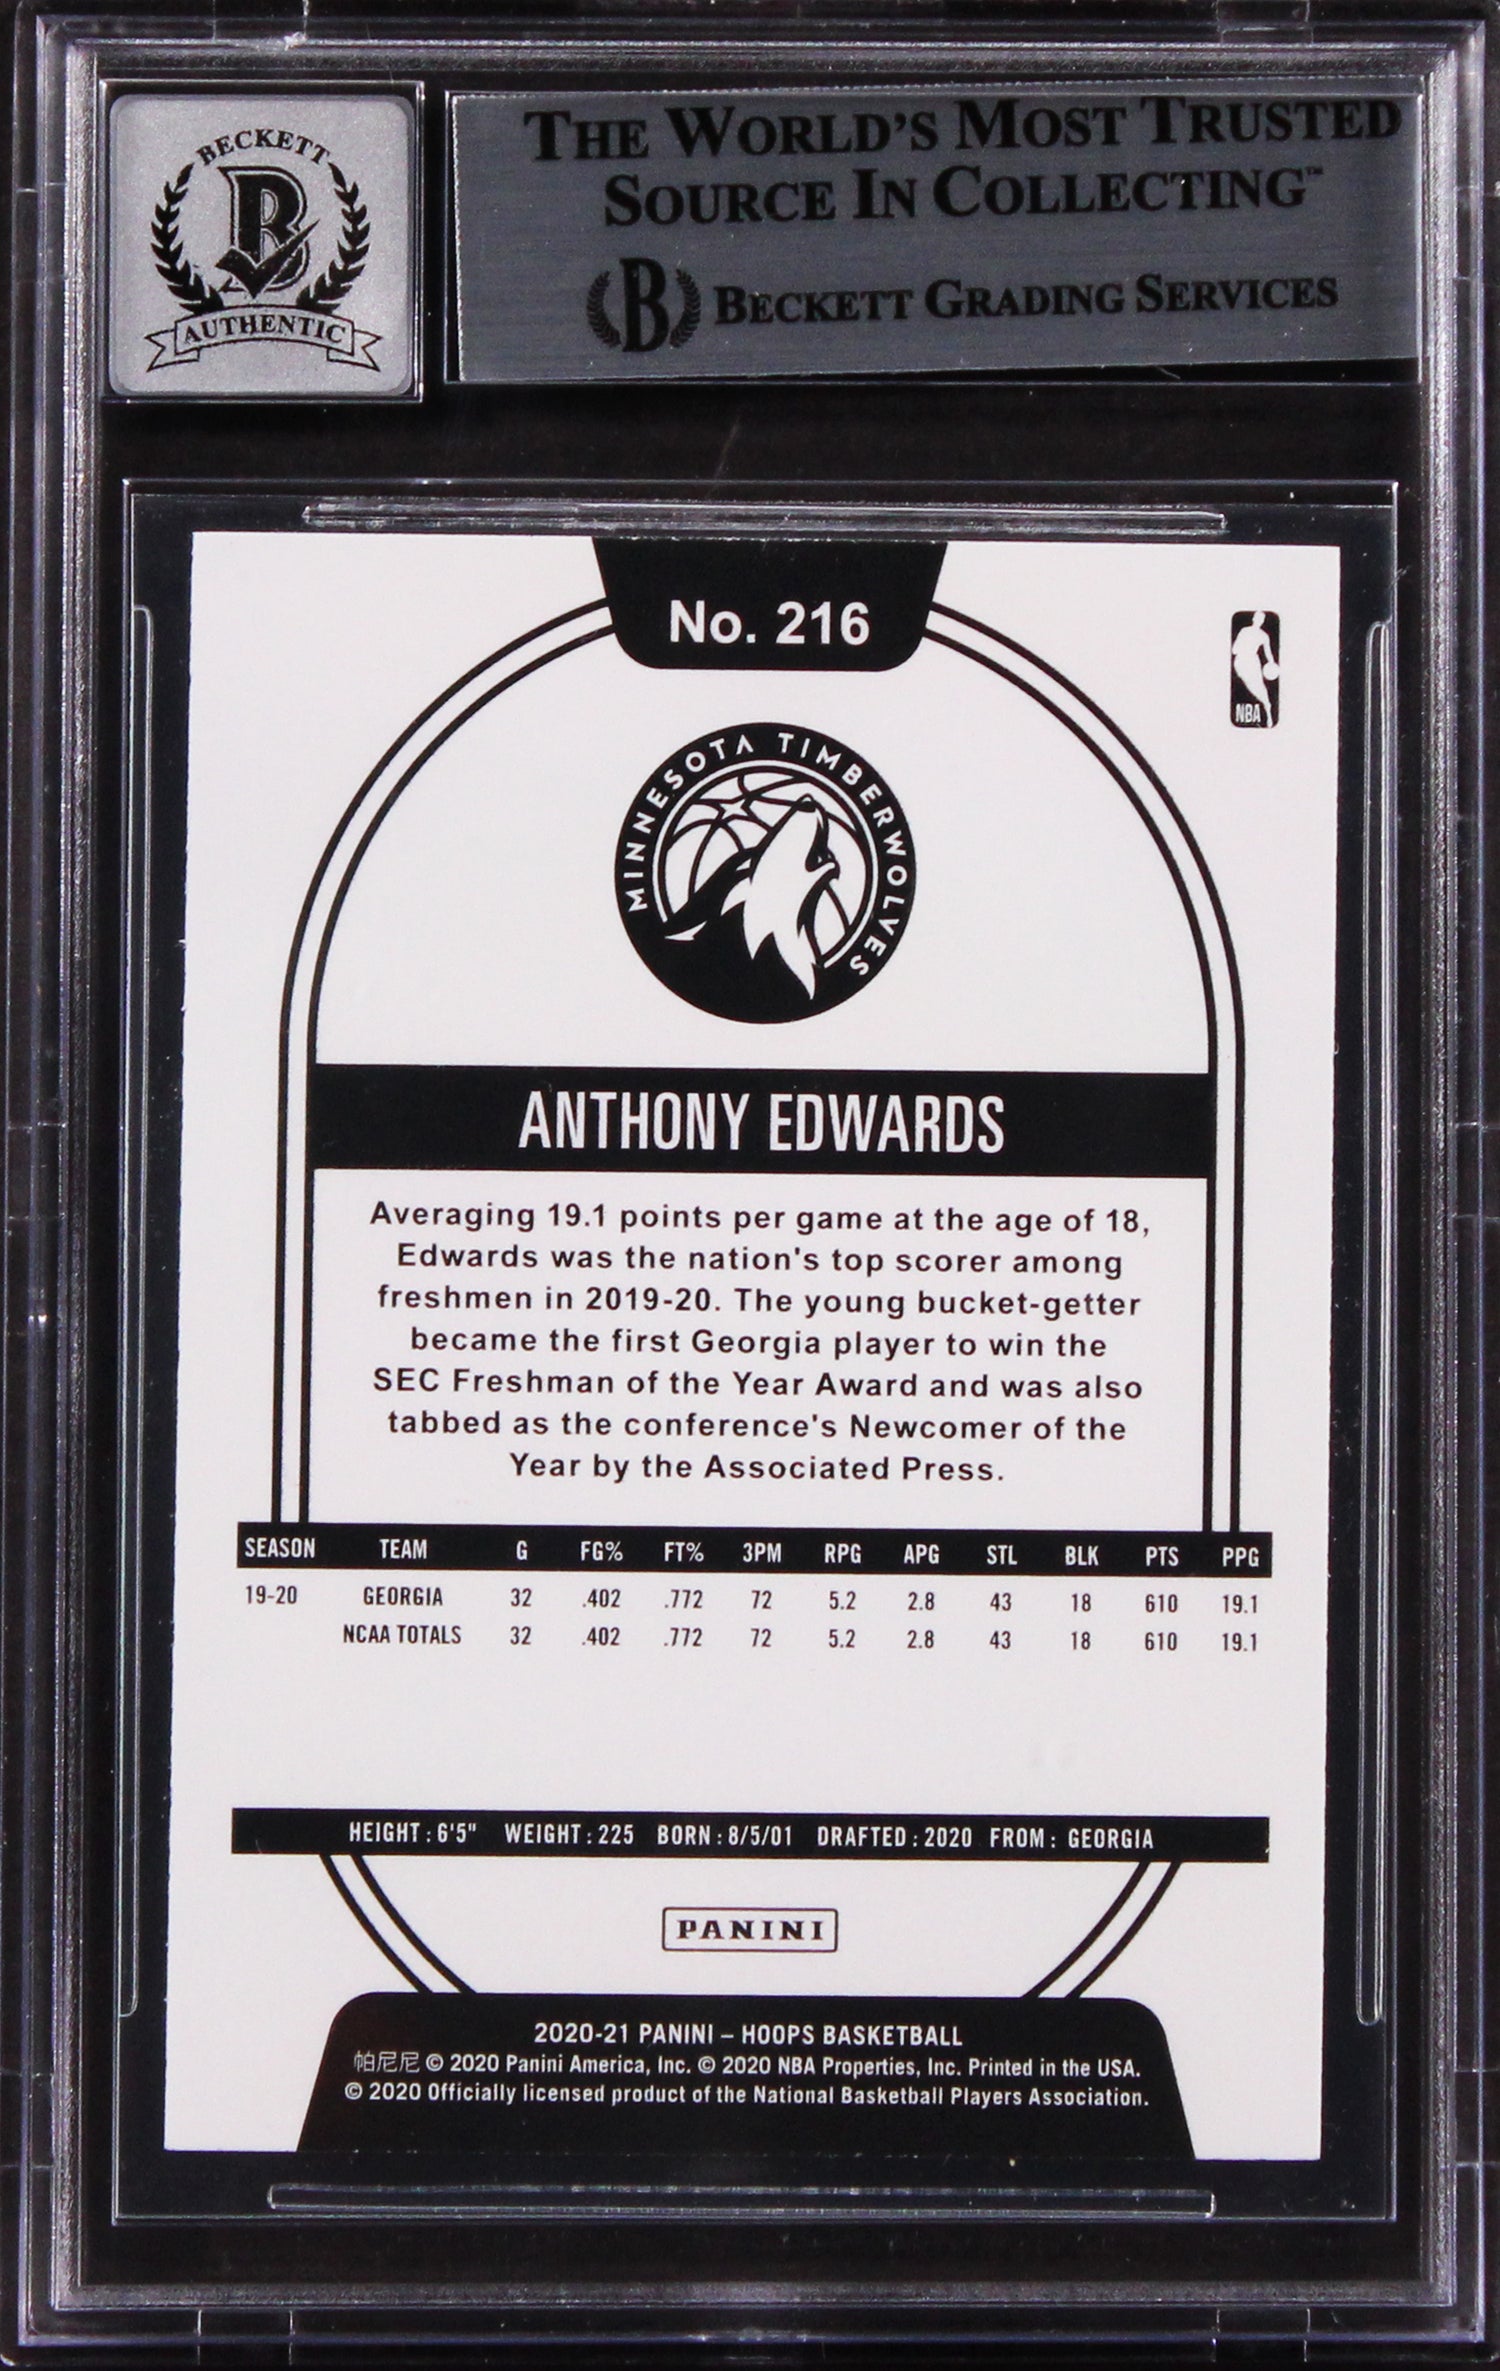 BECKETT
B
AUTHENTIC
THE WORLD'S MOST TRUSTED
SOURCE IN COLLECTING™
B BECKETT GRADING SERVICES
No. 216
NBA
MINNESOTA TIMBERWOLVES
ANTHONY EDWARDS
Averaging 19.1 points per game at the age of 18,
Edwards was the nation's top scorer among
freshmen in 2019-20. The young bucket-getter
became the first Georgia player to win the
SEC Freshman of the Year Award and was also
tabbed as the conference's Newcomer of the
Year by the Associated Press.
SEASON TEAM G FG% FT% 3PM RPG APG STL BLK PTS PPG
19-20 GEORGIA 32 .402 .772 72 5.2 2.8 43 18 610 19.1
NCAA TOTALS 32 .402 .772 72 5.2 2.8 43 18 610 19.1
HEIGHT: 6'5" WEIGHT: 225 BORN: 8/5/01 DRAFTED: 2020 FROM: GEORGIA
PANINI
2020-21 PANINI – HOOPS BASKETBALL
帕尼尼 © 2020 Panini America, Inc. © 2020 NBA Properties, Inc. Printed in the USA.
© 2020 Officially licensed product of the National Basketball Players Association.